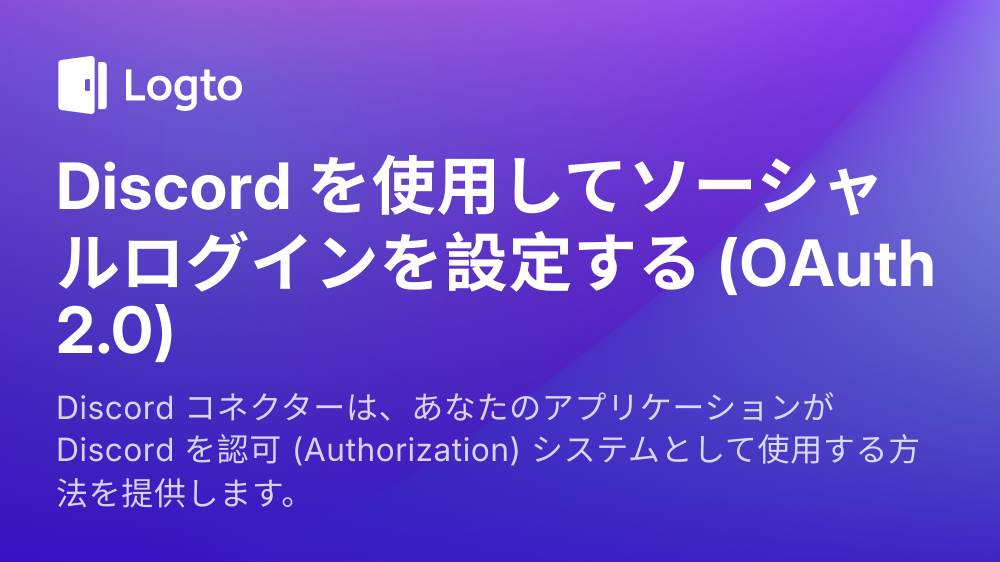 Logto
Discord を使用してソーシャ
ルログインを設定する (OAuth
2.0)
Discord コネクターは、あなたのアプリケーションが
Discord を認可 (Authorization) システムとして使用する方
法を提供します。